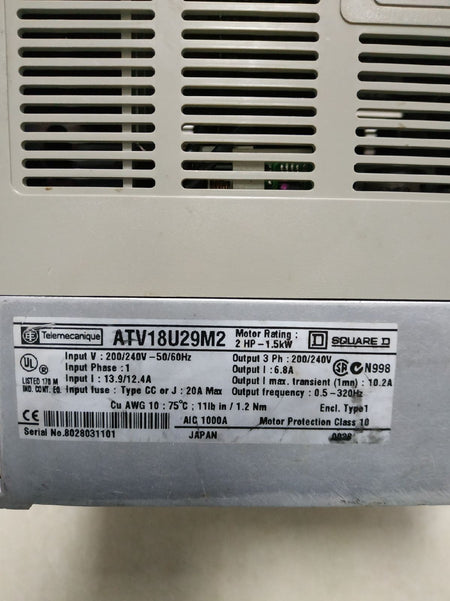 Telemecanique ATV18U29M2 Motor Rating : 2 HP-1.5kW SQUARE D
Input V : 200/240V-50/60Hz Output 3 Ph : 200/240V
UL Input Phase : 1 Output I : 6.8A SA N998
LISTED 178 M Input I : 13.9/12.4A Output I max. transient (1mn) : 10.2A
IND. CONT. EQ. Input fuse : Type CC or J : 20A Max Output frequency : 0.5-320Hz
Cu AWG 10 : 75°C ; 11lb in / 1.2 Nm Encl. Type1
CE AIC 1000A Motor Protection Class 10
Serial No.8028031101 JAPAN